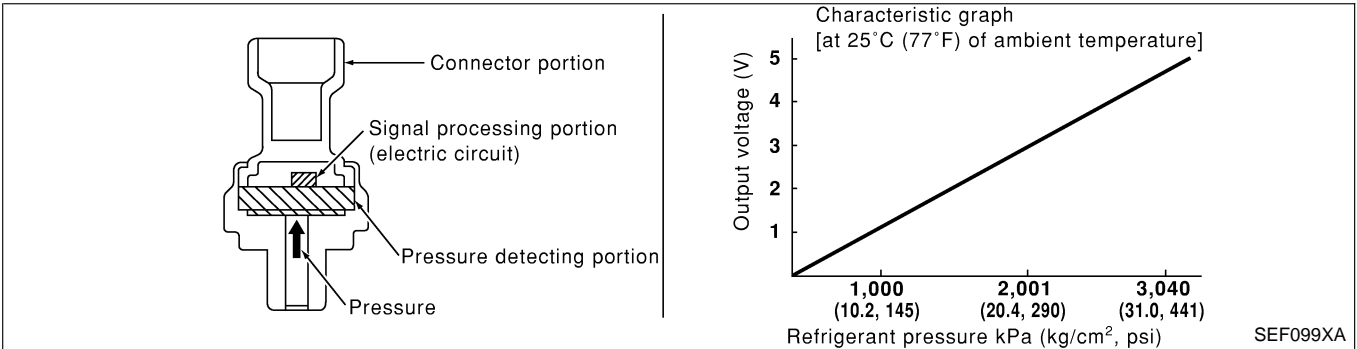 Connector portion
Signal processing portion
(electric circuit)
Pressure detecting portion
Pressure
Characteristic graph
[at 25˚C (77˚F) of ambient temperature]
Output voltage (V)
5
4
3
2
1
1,000 2,001 3,040
(10.2, 145) (20.4, 290) (31.0, 441)
Refrigerant pressure kPa (kg/cm², psi)
SEF099XA